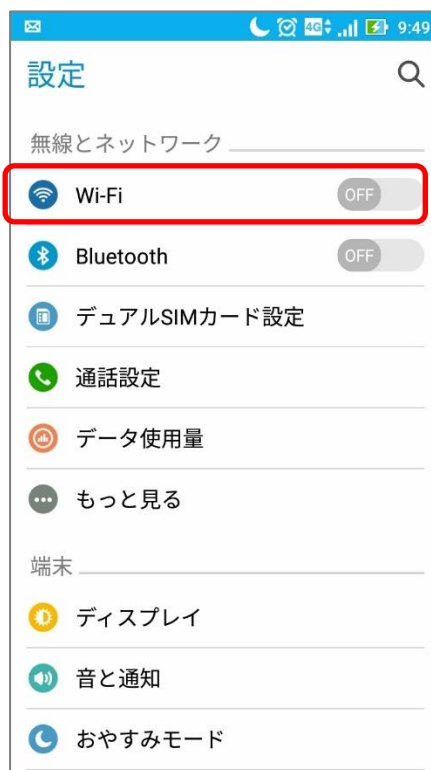 4G 9:49
設定
無線とネットワーク
Wi-Fi OFF
Bluetooth OFF
デュアルSIMカード設定
通話設定
データ使用量
もっと見る
端末
ディスプレイ
音と通知
おやすみモード